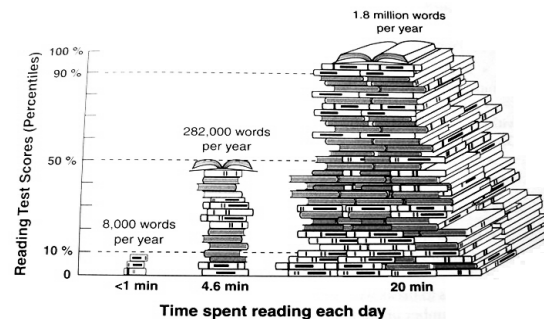 1.8 million words
per year
100 %
90 %
282,000 words
per year
50 %
8,000 words
per year
10 %
0
Reading Test Scores (Percentiles)
<1 min
4.6 min
20 min
Time spent reading each day